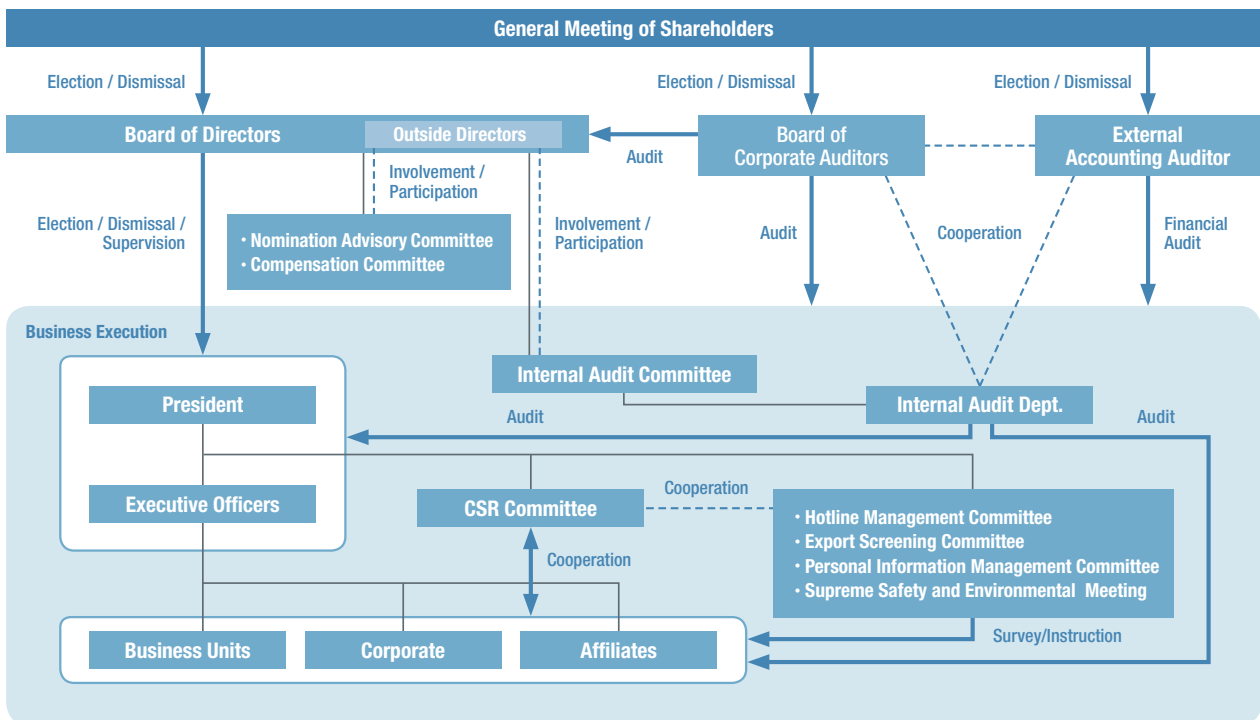 General Meeting of Shareholders
Election / Dismissal
Election / Dismissal
Election / Dismissal
Board of Directors
Outside Directors
Audit
Board of
Corporate Auditors
External
Accounting Auditor
Involvement /
Participation
Election / Dismissal /
Supervision
• Nomination Advisory Committee
• Compensation Committee
Involvement /
Participation
Audit
Cooperation
Financial
Audit
Business Execution
Internal Audit Committee
President
Internal Audit Dept.
Audit
Audit
Executive Officers
CSR Committee
Cooperation
• Hotline Management Committee
• Export Screening Committee
• Personal Information Management Committee
• Supreme Safety and Environmental Meeting
Cooperation
Survey/Instruction
Business Units
Corporate
Affiliates